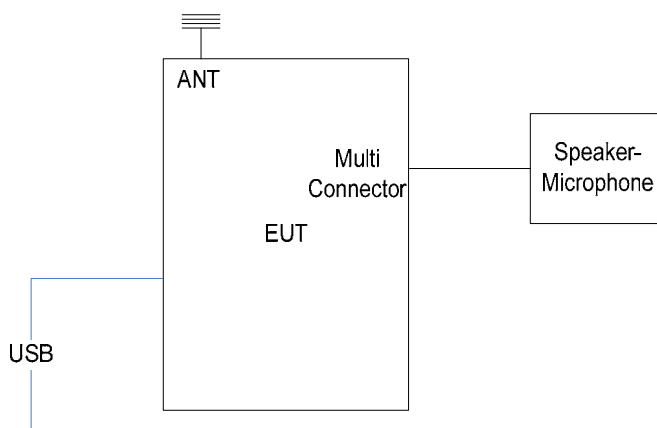 ANT
Multi
Connector
Speaker-
Microphone
EUT
USB